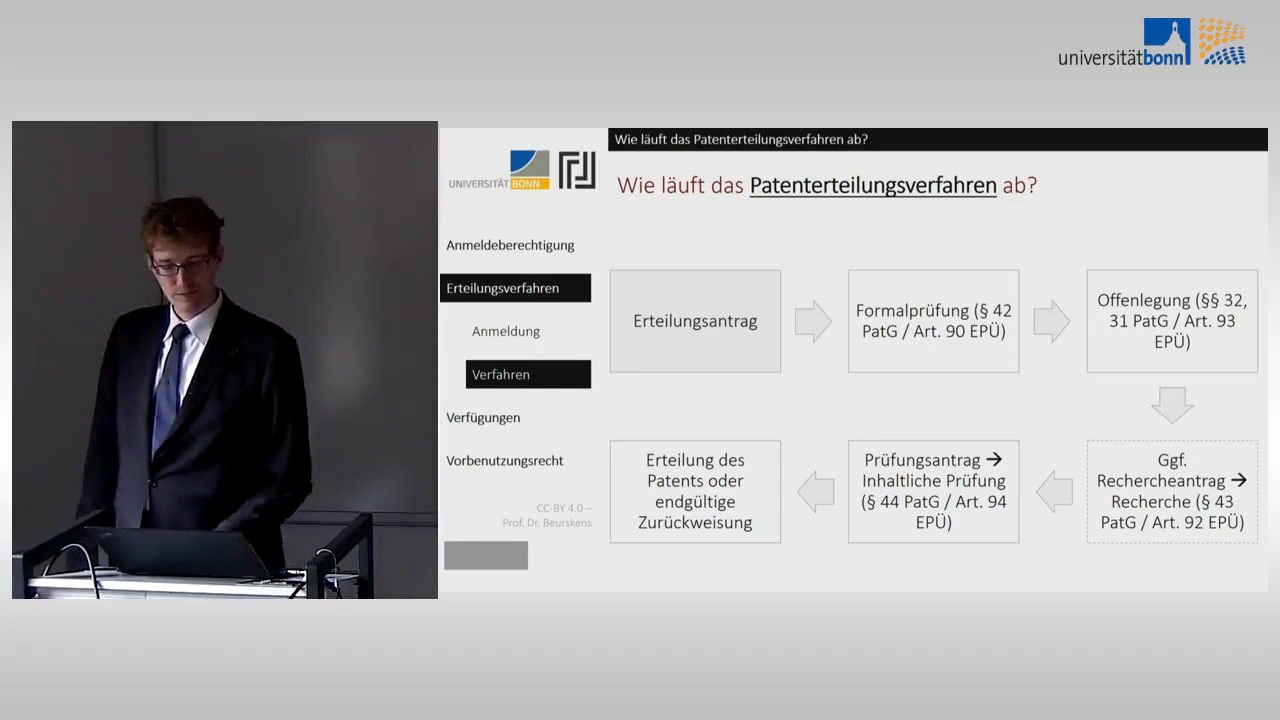 universitätbonn
Wie läuft das Patenterteilungsverfahren ab?
UNIVERSITÄT BONN
Wie läuft das Patenterteilungsverfahren ab?
Anmeldeberechtigung
Erteilungsverfahren
Anmeldung
Verfahren
Verfügungen
Vorbenutzungsrecht
CC-BY 4.0 –
Prof. Dr. Beurskens
Erteilungsantrag
Formalprüfung (§ 42
PatG / Art. 90 EPÜ)
Offenlegung (§§ 32,
31 PatG / Art. 93
EPÜ)
Ggf.
Rechercheantrag →
Recherche (§ 43
PatG / Art. 92 EPÜ)
Prüfungsantrag →
Inhaltliche Prüfung
(§ 44 PatG / Art. 94
EPÜ)
Erteilung des
Patents oder
endgültige
Zurückweisung